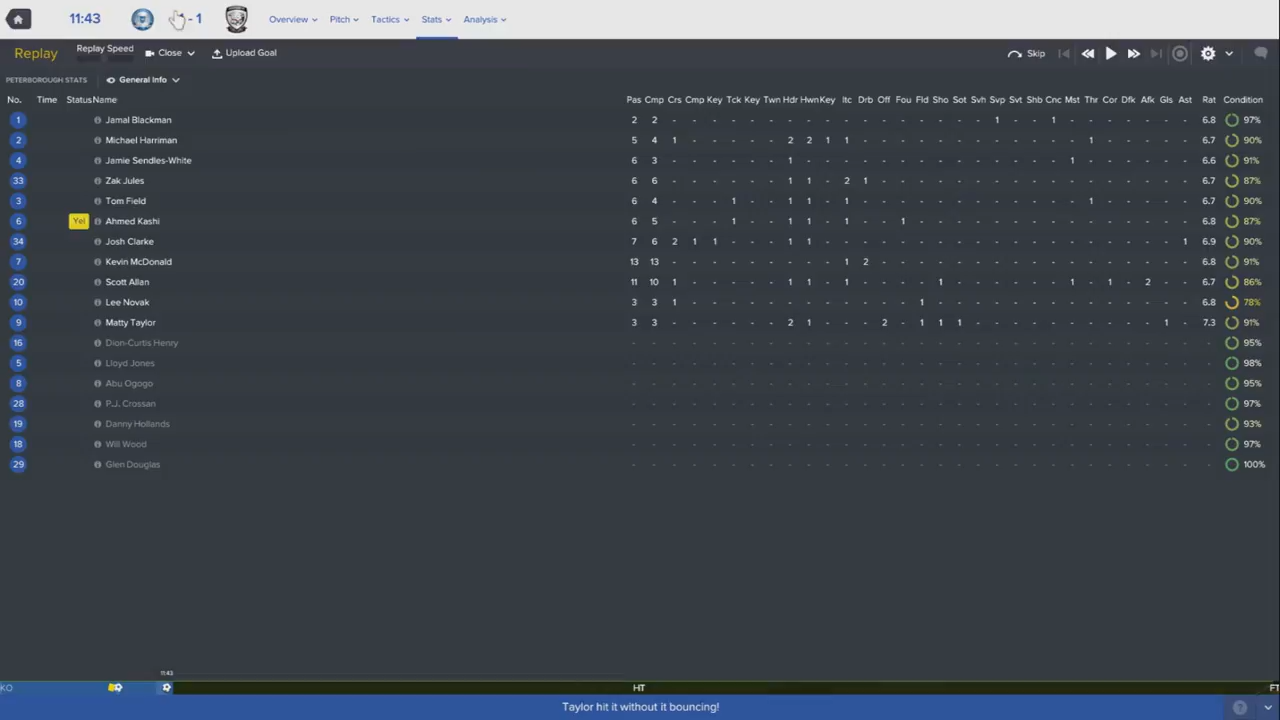 11:43 - 1 Overview Pitch Tactics Stats Analysis
Replay Replay Speed Close Upload Goal Skip
PETERBOROUGH STATS General Info
No. Time Status Name Pas Cmp Crs Cmp Key Tck Key Twn Hdr Hwn Key Itc Drb Off Fou Fld Sho Sot Svh Svp Svt Shb Cnc Mst Thr Cor Dfk Afk Gls Ast Rat Condition
1 Jamal Blackman 2 2 - - - - - - - - - - - - - - - - - 1 - - 1 - - - - - - - 6.8 97%
2 Michael Harriman 5 4 1 - - - - - 2 2 1 1 - - - - - - - - - - - - 1 - - - - - 6.7 90%
4 Jamie Sendles-White 6 3 - - - - - - 1 - - - - - - - - - - - - - - 1 - - - - - - 6.6 91%
33 Zak Jules 6 6 - - - - - - 1 1 - 2 1 - - - - - - - - - - - - - - - - - 6.7 87%
3 Tom Field 6 4 - - - 1 - - 1 1 - 1 - - - - - - - - - - - - 1 - - - - - 6.7 90%
6 Yel Ahmed Kashi 6 5 - - - 1 - - 1 1 - 1 - - 1 - - - - - - - - - - - - - - - 6.8 87%
34 Josh Clarke 7 6 2 1 1 - - - 1 1 - - - - - - - - - - - - - - - - - - - 1 6.9 90%
7 Kevin McDonald 13 13 - - - - - - - - - 1 2 - - - - - - - - - - - - - - - - - 6.8 91%
20 Scott Allan 11 10 1 - - - - - 1 1 - 1 - - - - 1 - - - - - - 1 - 1 - 2 - - 6.7 86%
10 Lee Novak 3 3 1 - - - - - - - - - - - - 1 - - - - - - - - - - - - - - 6.8 78%
9 Matty Taylor 3 3 - - - - - - 2 1 - - - 2 - 1 1 1 - - - - - - - - - - 1 - 7.3 91%
16 Dion-Curtis Henry - - - - - - - - - - - - - - - - - - - - - - - - - - - - - - - 95%
5 Lloyd Jones - - - - - - - - - - - - - - - - - - - - - - - - - - - - - - - 98%
8 Abu Ogogo - - - - - - - - - - - - - - - - - - - - - - - - - - - - - - - 95%
28 P.J. Crossan - - - - - - - - - - - - - - - - - - - - - - - - - - - - - - - 97%
19 Danny Hollands - - - - - - - - - - - - - - - - - - - - - - - - - - - - - - - 93%
18 Will Wood - - - - - - - - - - - - - - - - - - - - - - - - - - - - - - - 97%
29 Glen Douglas - - - - - - - - - - - - - - - - - - - - - - - - - - - - - - - 100%
11:43
KO HT FT
Taylor hit it without it bouncing!